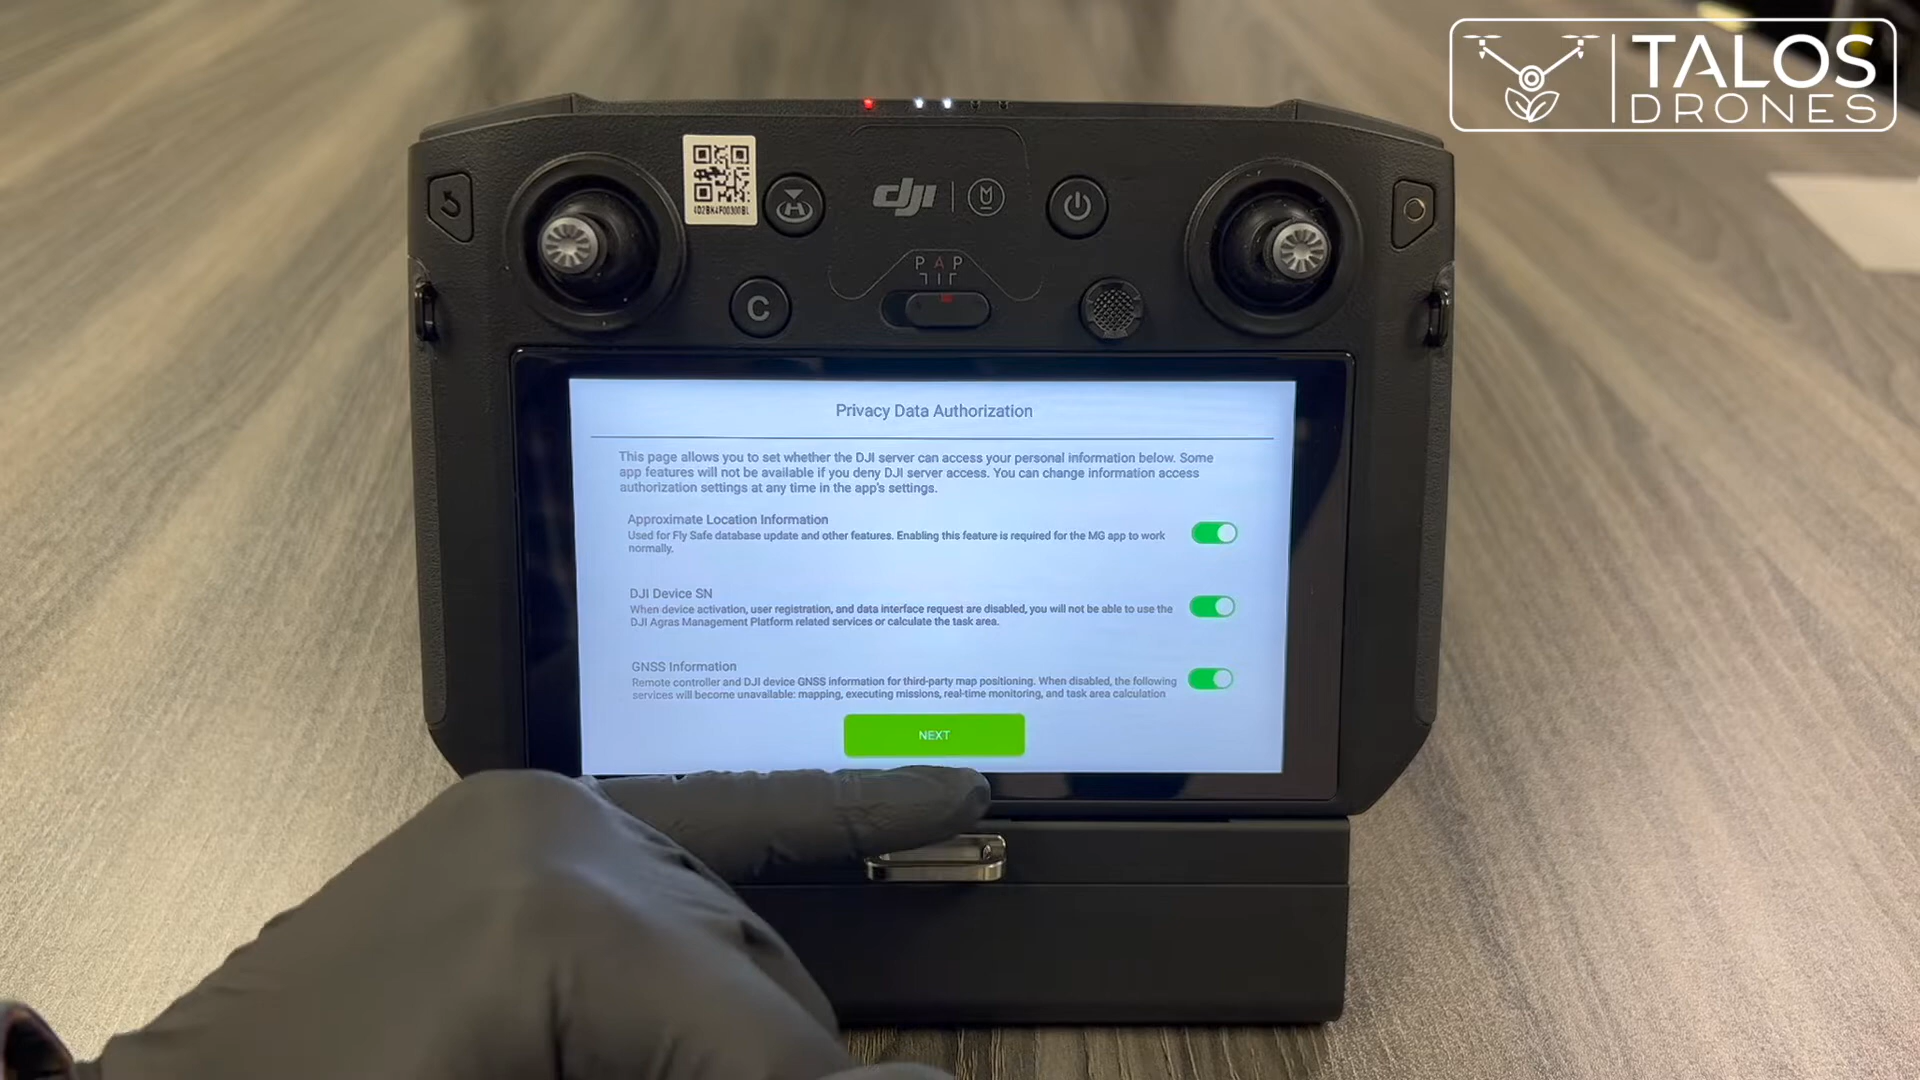 TALOS
DRONES
4D2BK4F00300BL
dji
P A P
C
Privacy Data Authorization
This page allows you to set whether the DJI server can access your personal information below. Some
app features will not be available if you deny DJI server access. You can change information access
authorization settings at any time in the app's settings.
Approximate Location Information
Used for Fly Safe database update and other features. Enabling this feature is required for the MG app to work
normally.
DJI Device SN
When device activation, user registration, and data interface request are disabled, you will not be able to use the
DJI Agras Management Platform related services or calculate the task area.
GNSS Information
Remote controller and DJI device GNSS information for third-party map positioning. When disabled, the following
services will become unavailable: mapping, executing missions, real-time monitoring, and task area calculation
NEXT